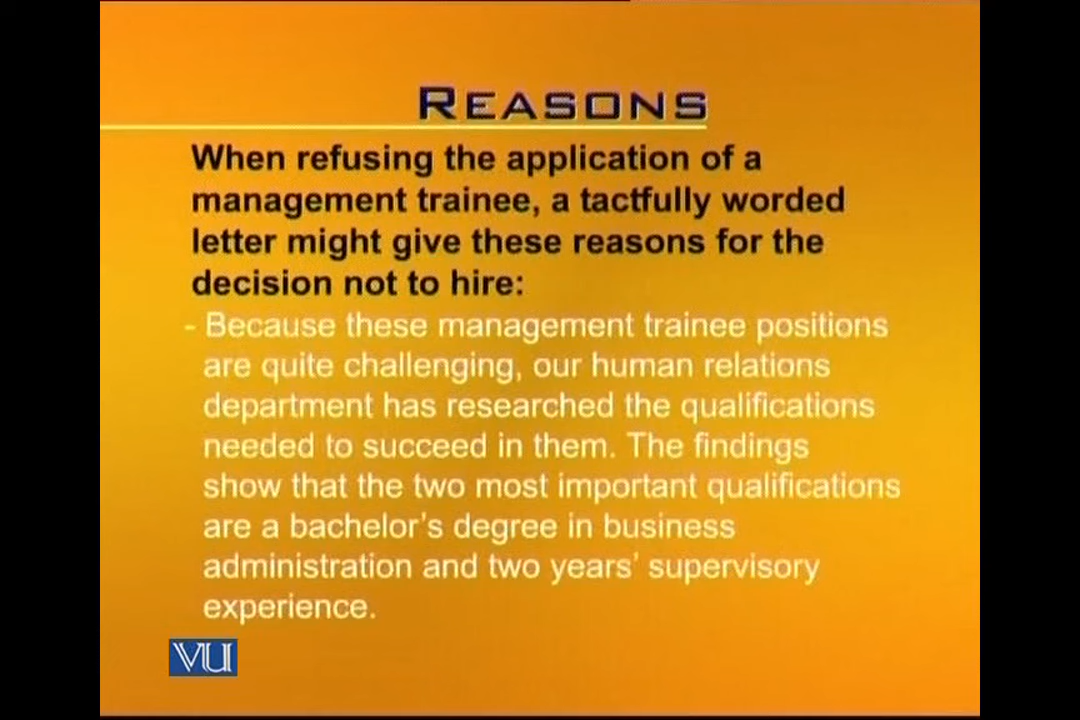 REASONS
When refusing the application of a
management trainee, a tactfully worded
letter might give these reasons for the
decision not to hire:
- Because these management trainee positions
are quite challenging, our human relations
department has researched the qualifications
needed to succeed in them. The findings
show that the two most important qualifications
are a bachelor's degree in business
administration and two years' supervisory
experience.
VU